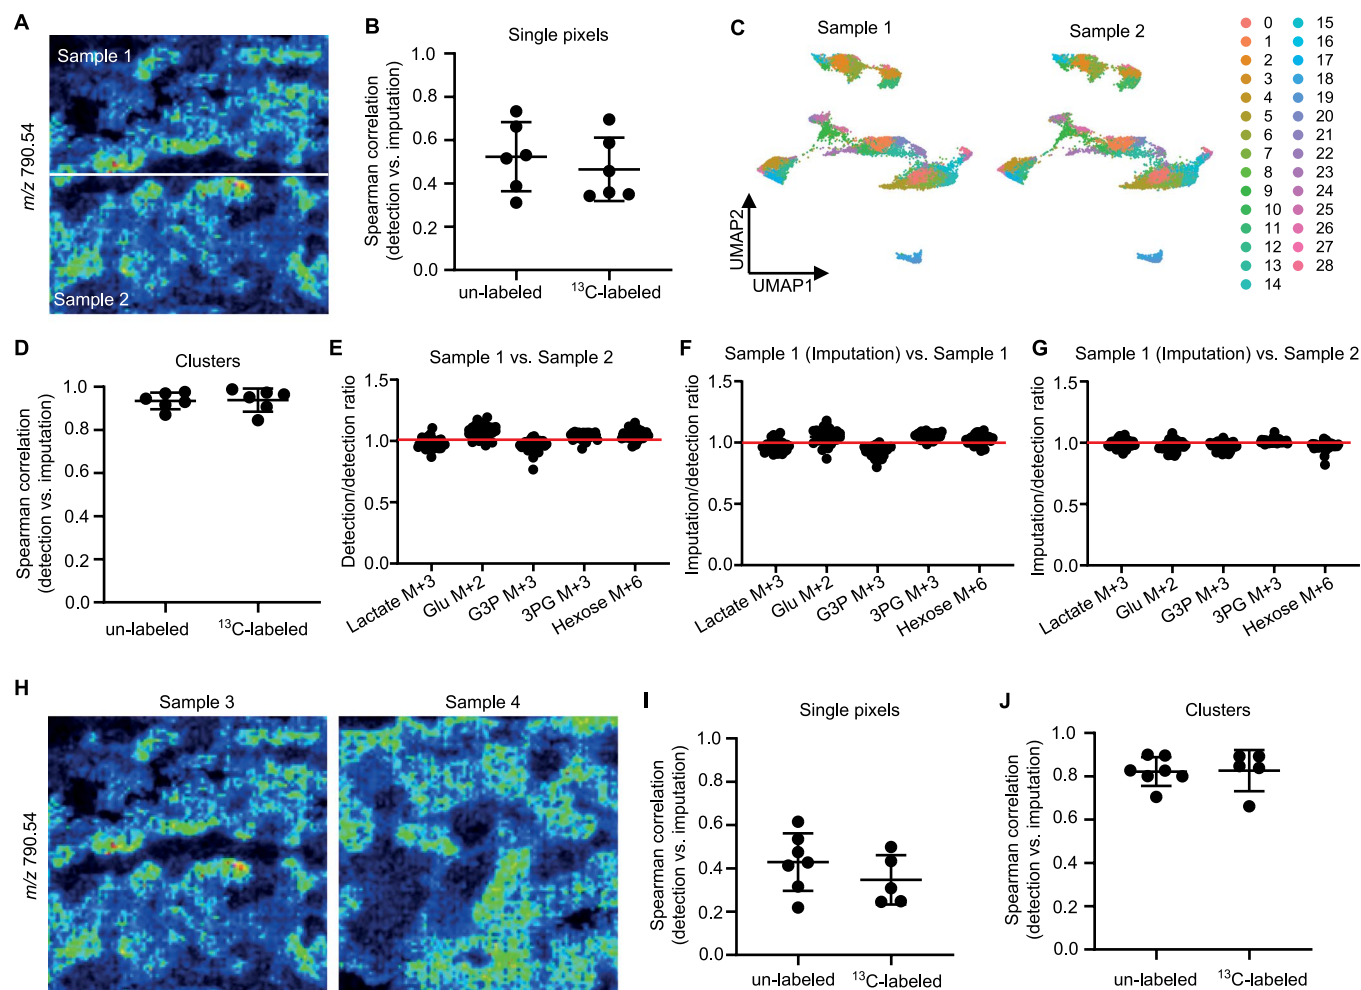 A
Sample 1
Sample 2
m/z 790.54
B
Single pixels
Spearman correlation
(detection vs. imputation)
1.0
0.8
0.6
0.4
0.2
0.0
un-labeled
¹³C-labeled
C
Sample 1
Sample 2
UMAP2
UMAP1
0
1
2
3
4
5
6
7
8
9
10
11
12
13
14
15
16
17
18
19
20
21
22
23
24
25
26
27
28
D
Clusters
Spearman correlation
(detection vs. imputation)
1.0
0.8
0.6
0.4
0.2
0.0
un-labeled
¹³C-labeled
E
Sample 1 vs. Sample 2
Detection/detection ratio
1.5
1.0
0.5
0.0
Lactate M+3
Glu M+2
G3P M+3
3PG M+3
Hexose M+6
F
Sample 1 (Imputation) vs. Sample 1
Imputation/detection ratio
1.5
1.0
0.5
0.0
Lactate M+3
Glu M+2
G3P M+3
3PG M+3
Hexose M+6
G
Sample 1 (Imputation) vs. Sample 2
Imputation/detection ratio
1.5
1.0
0.5
0.0
Lactate M+3
Glu M+2
G3P M+3
3PG M+3
Hexose M+6
H
Sample 3
Sample 4
m/z 790.54
I
Single pixels
Spearman correlation
(detection vs. imputation)
1.0
0.8
0.6
0.4
0.2
0.0
un-labeled
¹³C-labeled
J
Clusters
Spearman correlation
(detection vs. imputation)
1.0
0.8
0.6
0.4
0.2
0.0
un-labeled
¹³C-labeled